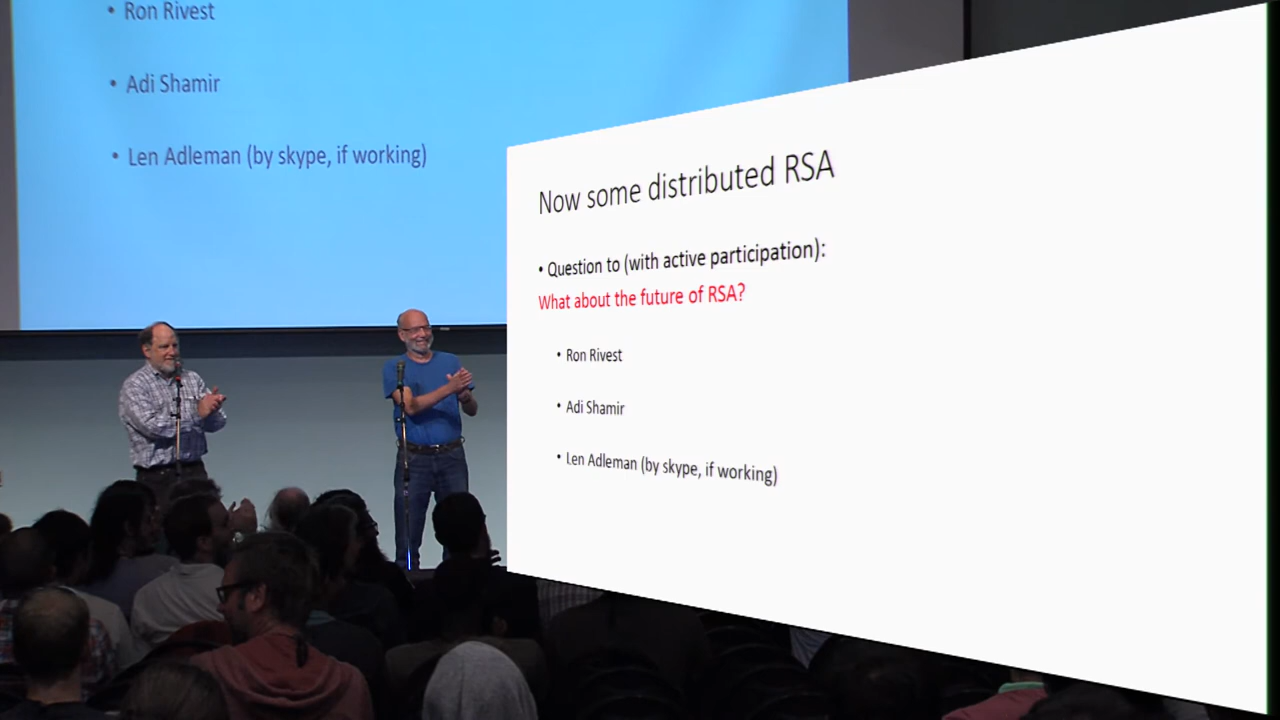 • Ron Rivest
• Adi Shamir
• Len Adleman (by skype, if working)
Now some distributed RSA
• Question to (with active participation):
What about the future of RSA?
• Ron Rivest
• Adi Shamir
• Len Adleman (by skype, if working)